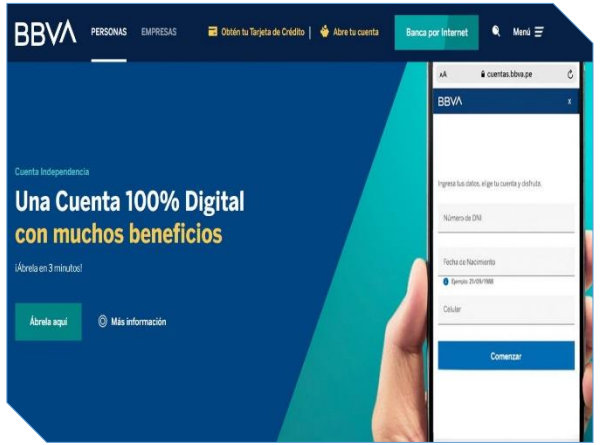 BBVA PERSONAS EMPRESAS Obtén tu Tarjeta de Crédito | Abre tu cuenta Banca por Internet Menú
Cuenta Independencia
Una Cuenta 100% Digital
con muchos beneficios
¡Ábrela en 3 minutos!
Ábrela aquí Más información
AA cuentas.bbva.pe
BBVA x
Ingresa tus datos, elige tu cuenta y disfruta.
Número de DNI
Fecha de Nacimiento
Ejemplo: 21/09/1988
Celular
Comenzar